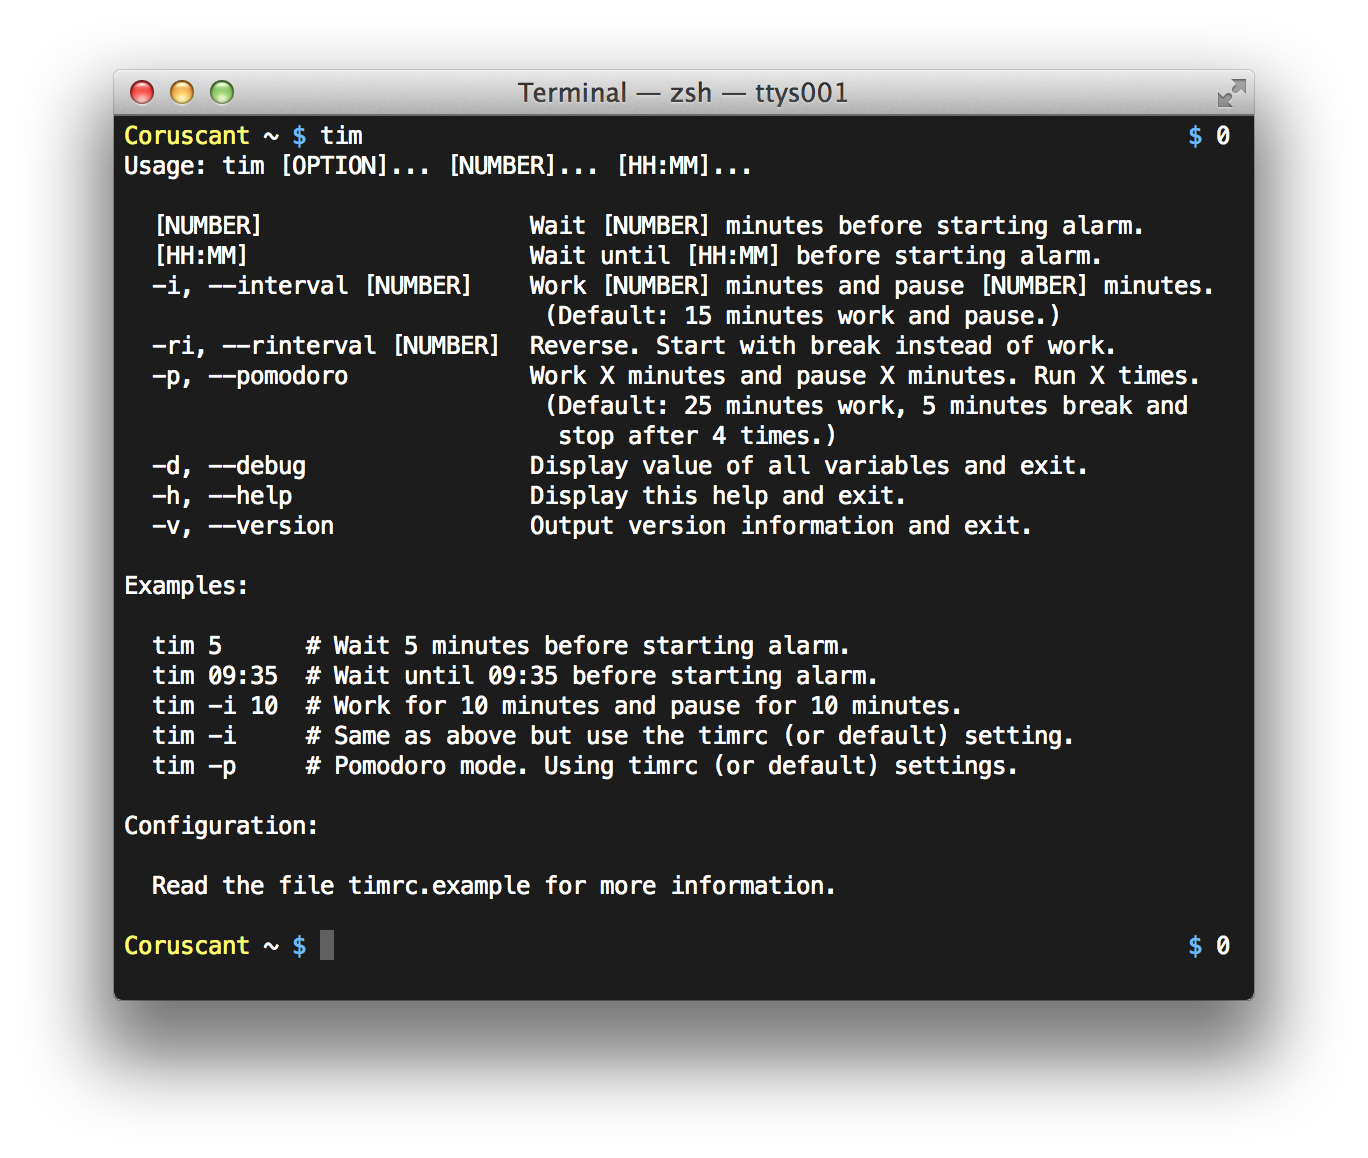 Terminal — zsh — ttys001
Coruscant ~ $ tim $ 0
Usage: tim [OPTION]... [NUMBER]... [HH:MM]...
[NUMBER] Wait [NUMBER] minutes before starting alarm.
[HH:MM] Wait until [HH:MM] before starting alarm.
-i, --interval [NUMBER] Work [NUMBER] minutes and pause [NUMBER] minutes.
(Default: 15 minutes work and pause.)
-ri, --rinterval [NUMBER] Reverse. Start with break instead of work.
-p, --pomodoro Work X minutes and pause X minutes. Run X times.
(Default: 25 minutes work, 5 minutes break and
stop after 4 times.)
-d, --debug Display value of all variables and exit.
-h, --help Display this help and exit.
-v, --version Output version information and exit.
Examples:
tim 5 # Wait 5 minutes before starting alarm.
tim 09:35 # Wait until 09:35 before starting alarm.
tim -i 10 # Work for 10 minutes and pause for 10 minutes.
tim -i # Same as above but use the timrc (or default) setting.
tim -p # Pomodoro mode. Using timrc (or default) settings.
Configuration:
Read the file timrc.example for more information.
Coruscant ~ $ $ 0